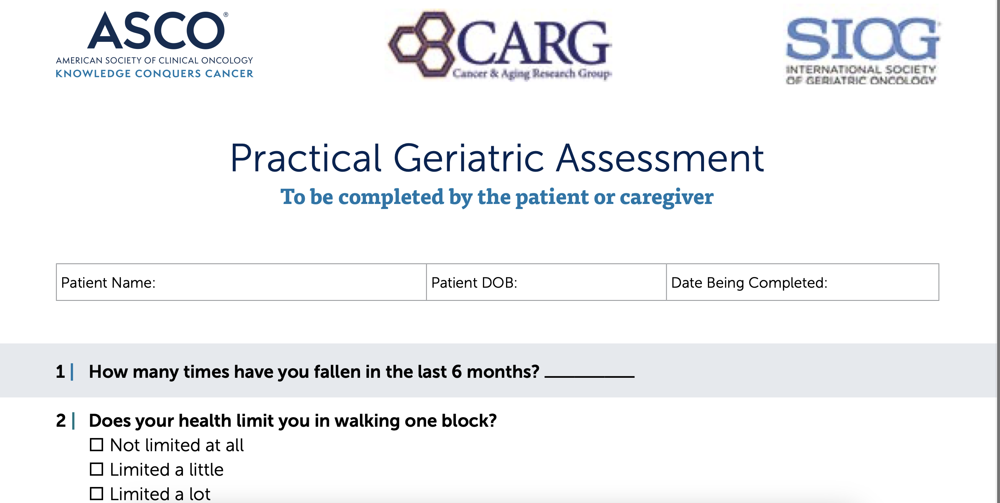 ASCO®
AMERICAN SOCIETY OF CLINICAL ONCOLOGY
KNOWLEDGE CONQUERS CANCER
CARG
Cancer & Aging Research Group
SIOG
INTERNATIONAL SOCIETY
OF GERIATRIC ONCOLOGY
Practical Geriatric Assessment
To be completed by the patient or caregiver
Patient Name: Patient DOB: Date Being Completed:
1 | How many times have you fallen in the last 6 months? _________
2 | Does your health limit you in walking one block?
☐ Not limited at all
☐ Limited a little
☐ Limited a lot